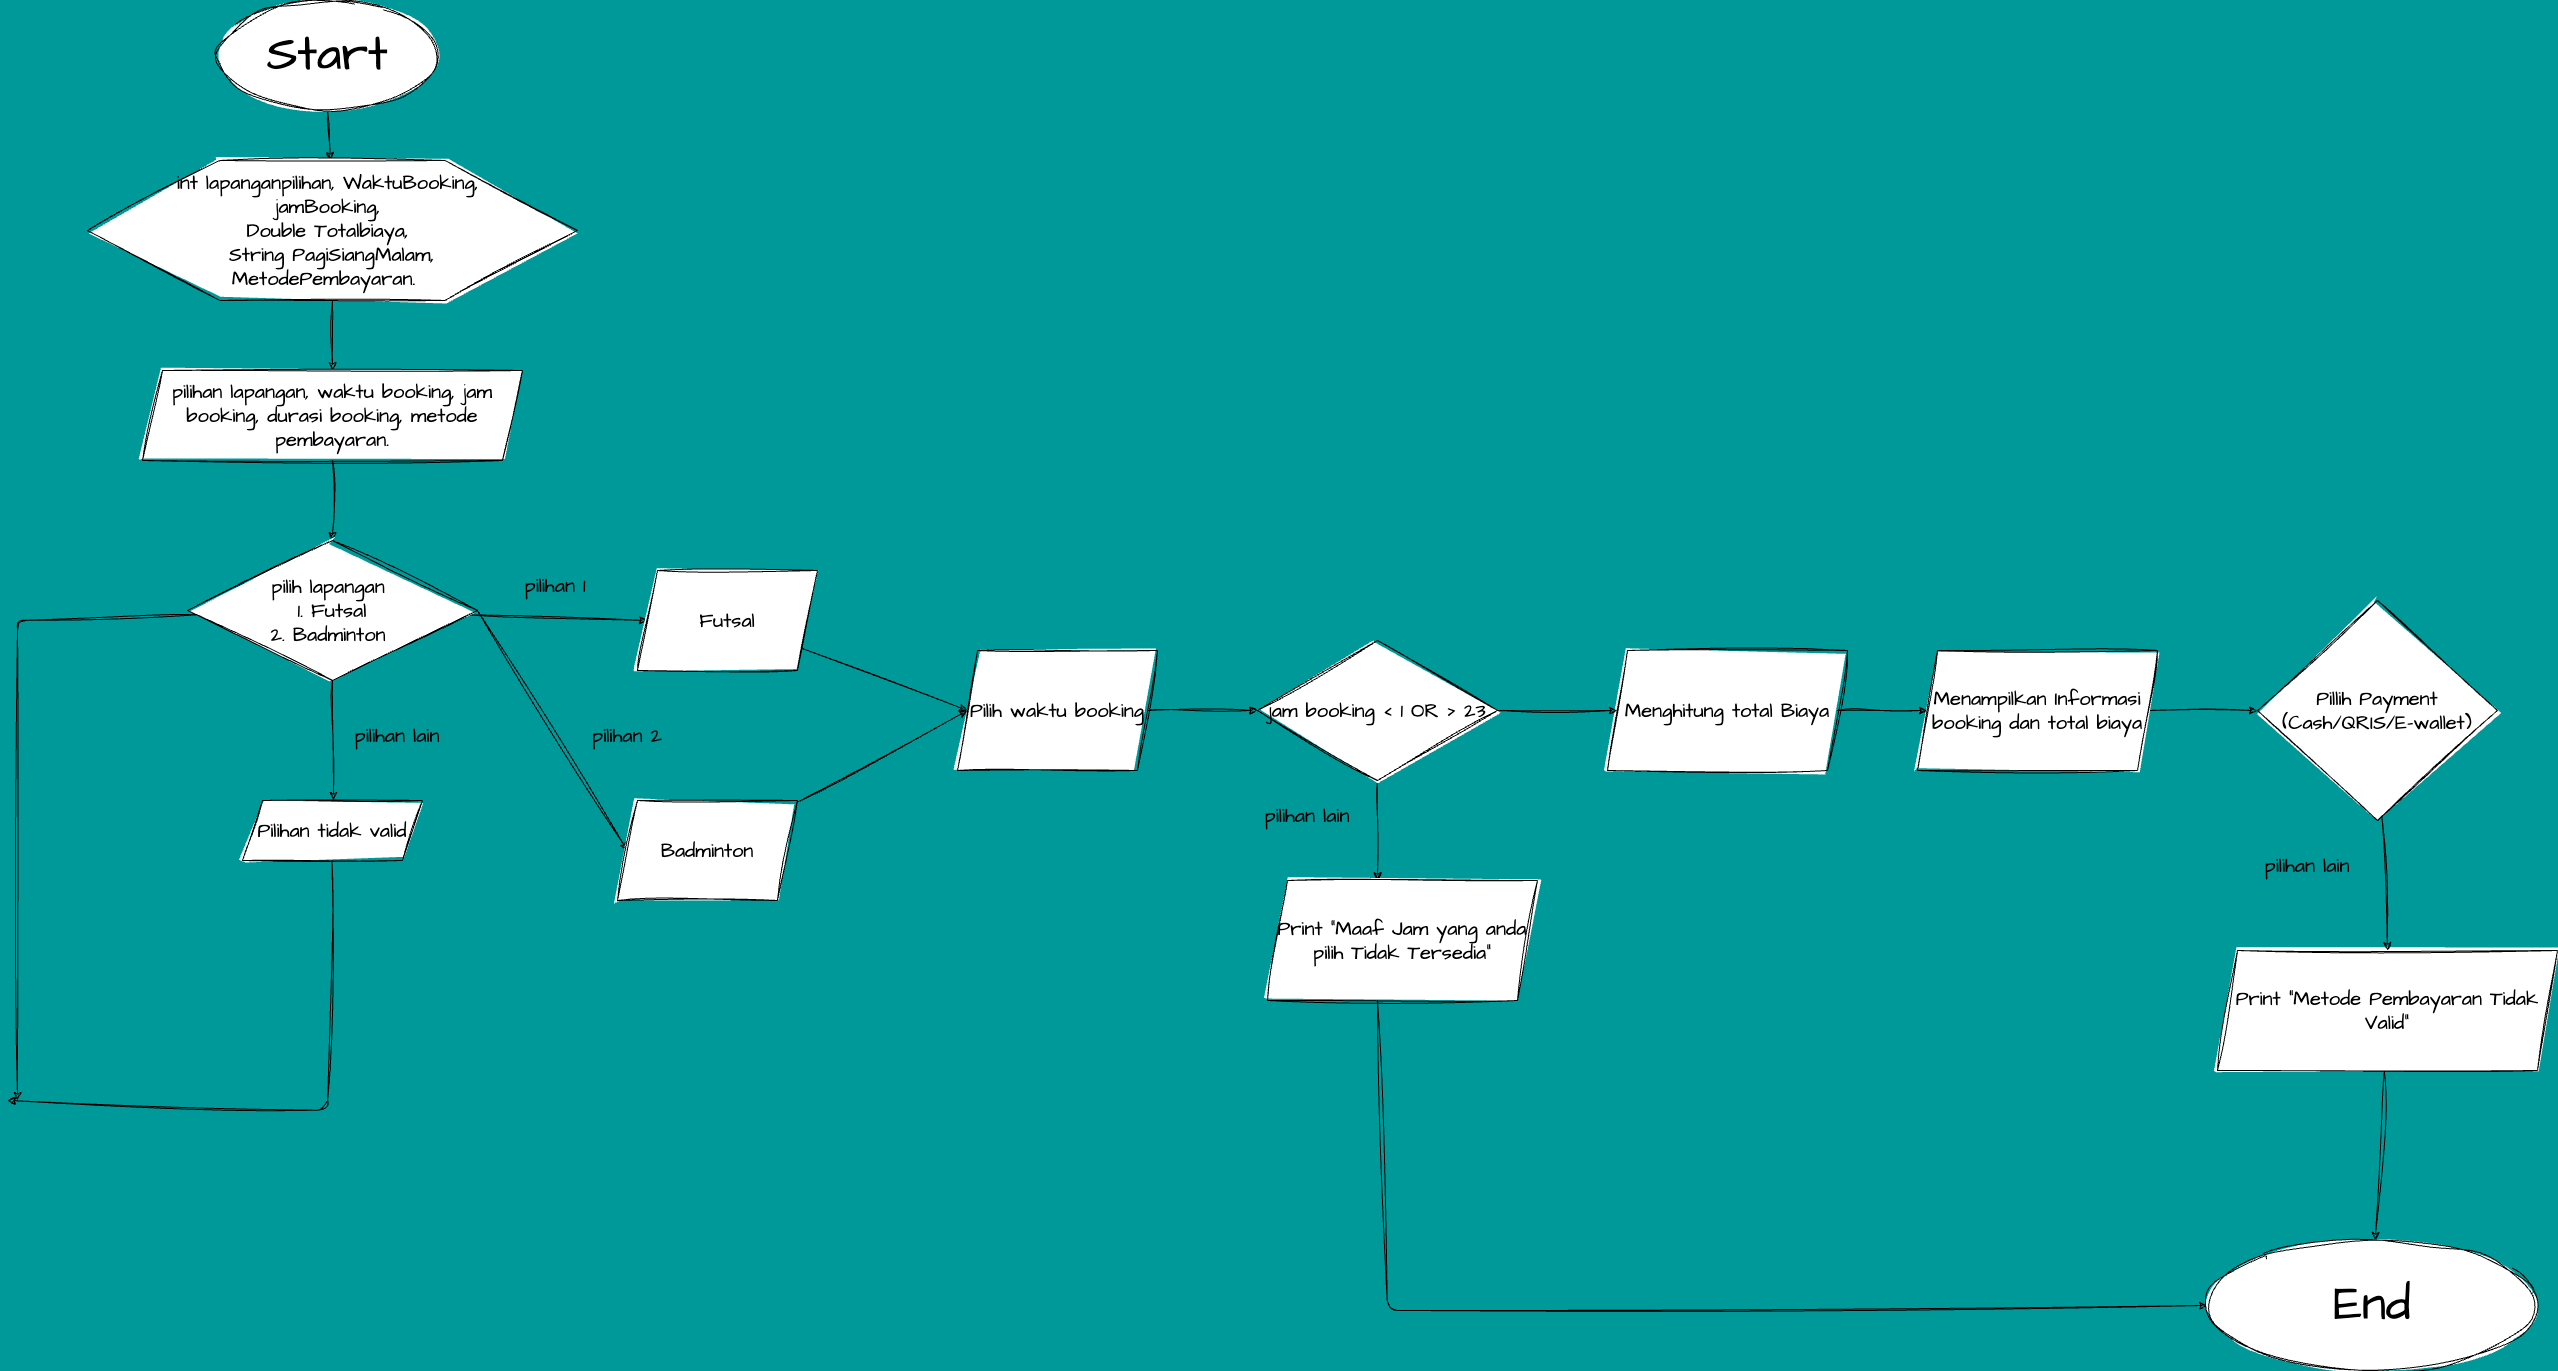 Start
int lapanganpilihan, WaktuBooking,
jamBooking,
Double Totalbiaya,
String PagiSiangMalam,
MetodePembayaran.
pilihan lapangan, waktu booking, jam
booking, durasi booking, metode
pembayaran.
pilih lapangan
1. Futsal
2. Badminton
pilihan 1
Futsal
pilihan lain
pilihan 2
Pilihan tidak valid
Badminton
Pilih waktu booking
jam booking < 1 OR > 23
Menghitung total Biaya
Menampilkan Informasi
booking dan total biaya
Pillih Payment
(Cash/QRIS/E-wallet)
pilihan lain
Print "Maaf Jam yang anda
pilih Tidak Tersedia"
pilihan lain
Print "Metode Pembayaran Tidak
Valid"
End